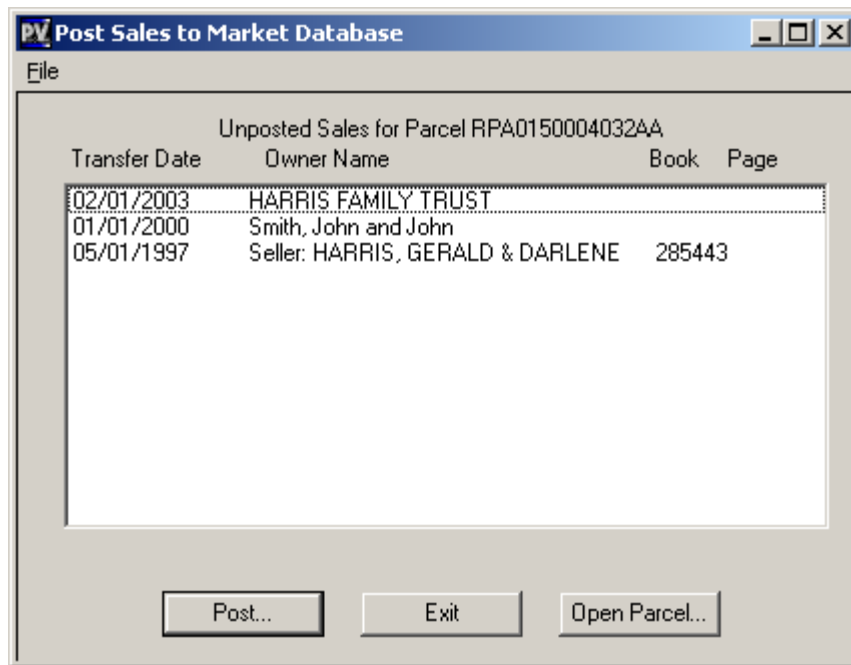 PV Post Sales to Market Database
File
Unposted Sales for Parcel RPA0150004032AA
Transfer Date Owner Name Book Page
02/01/2003 HARRIS FAMILY TRUST
01/01/2000 Smith, John and John
05/01/1997 Seller: HARRIS, GERALD & DARLENE 285443
Post... Exit Open Parcel...